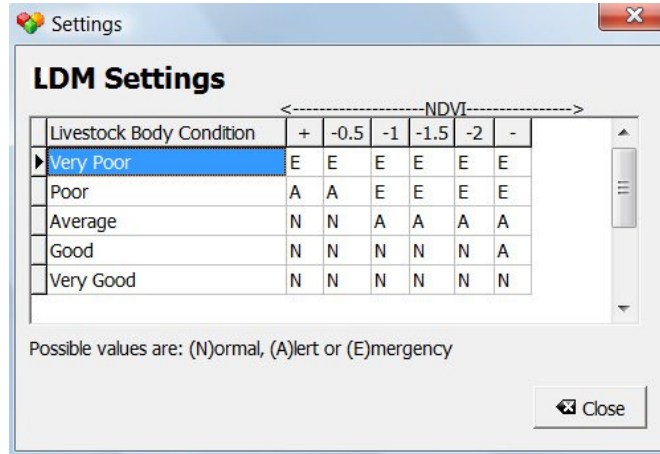 Settings
LDM Settings
<--------------------NDVI---------------->
Livestock Body Condition + -0.5 -1 -1.5 -2 -
Very Poor E E E E E E
Poor A A E E E E
Average N N A A A A
Good N N N N N A
Very Good N N N N N N
Possible values are: (N)ormal, (A)lert or (E)mergency
Close